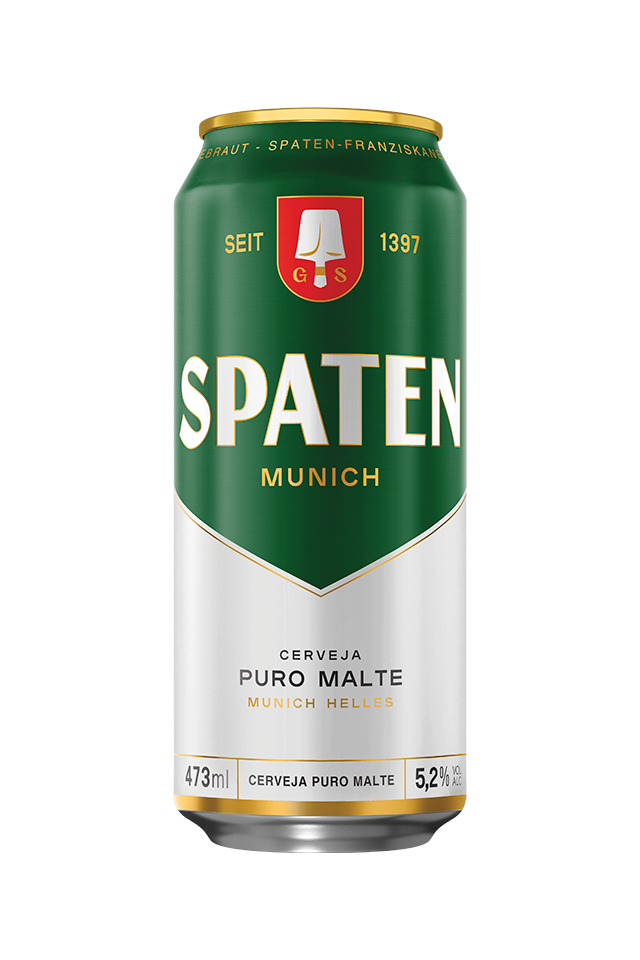 EBRAUT - SPATEN-FRANZISKANE
SEIT 1397
G S
SPATEN
MUNICH
CERVEJA
PURO MALTE
MUNICH HELLES
473ml CERVEJA PURO MALTE 5,2% VOL
ALC